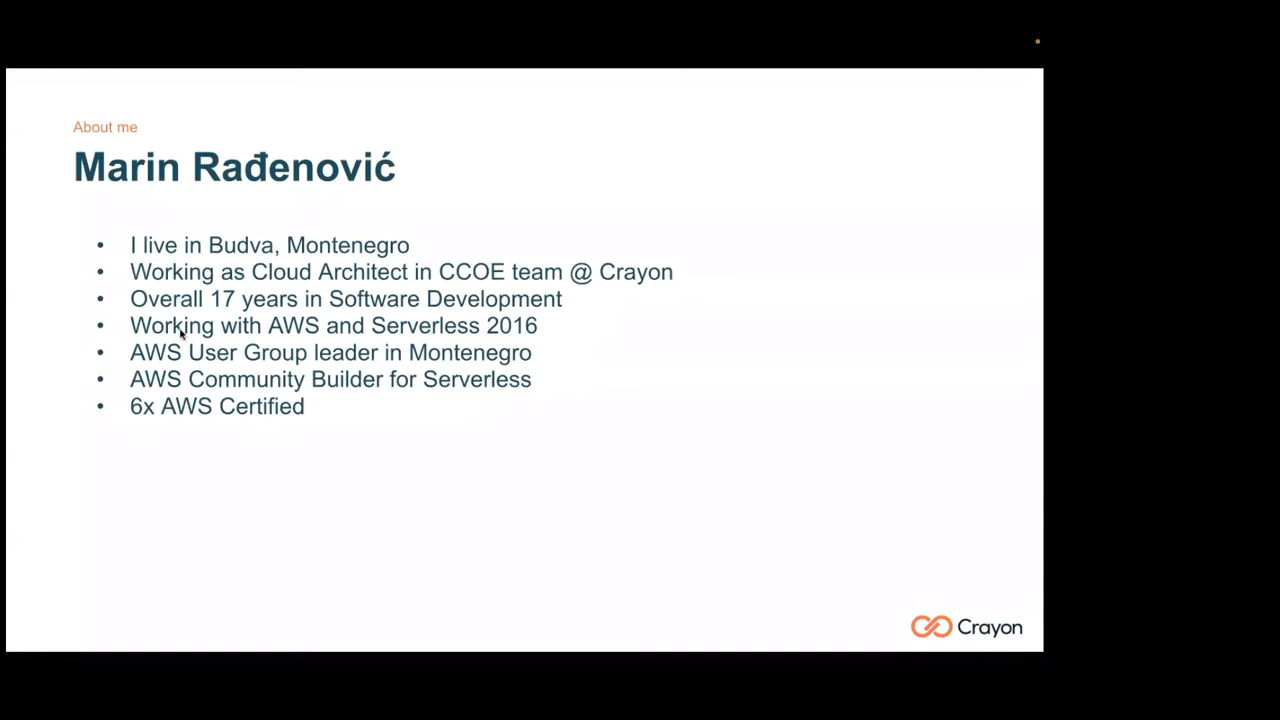 About me
Marin Rađenović
• I live in Budva, Montenegro
• Working as Cloud Architect in CCOE team @ Crayon
• Overall 17 years in Software Development
• Working with AWS and Serverless 2016
• AWS User Group leader in Montenegro
• AWS Community Builder for Serverless
• 6x AWS Certified
Crayon